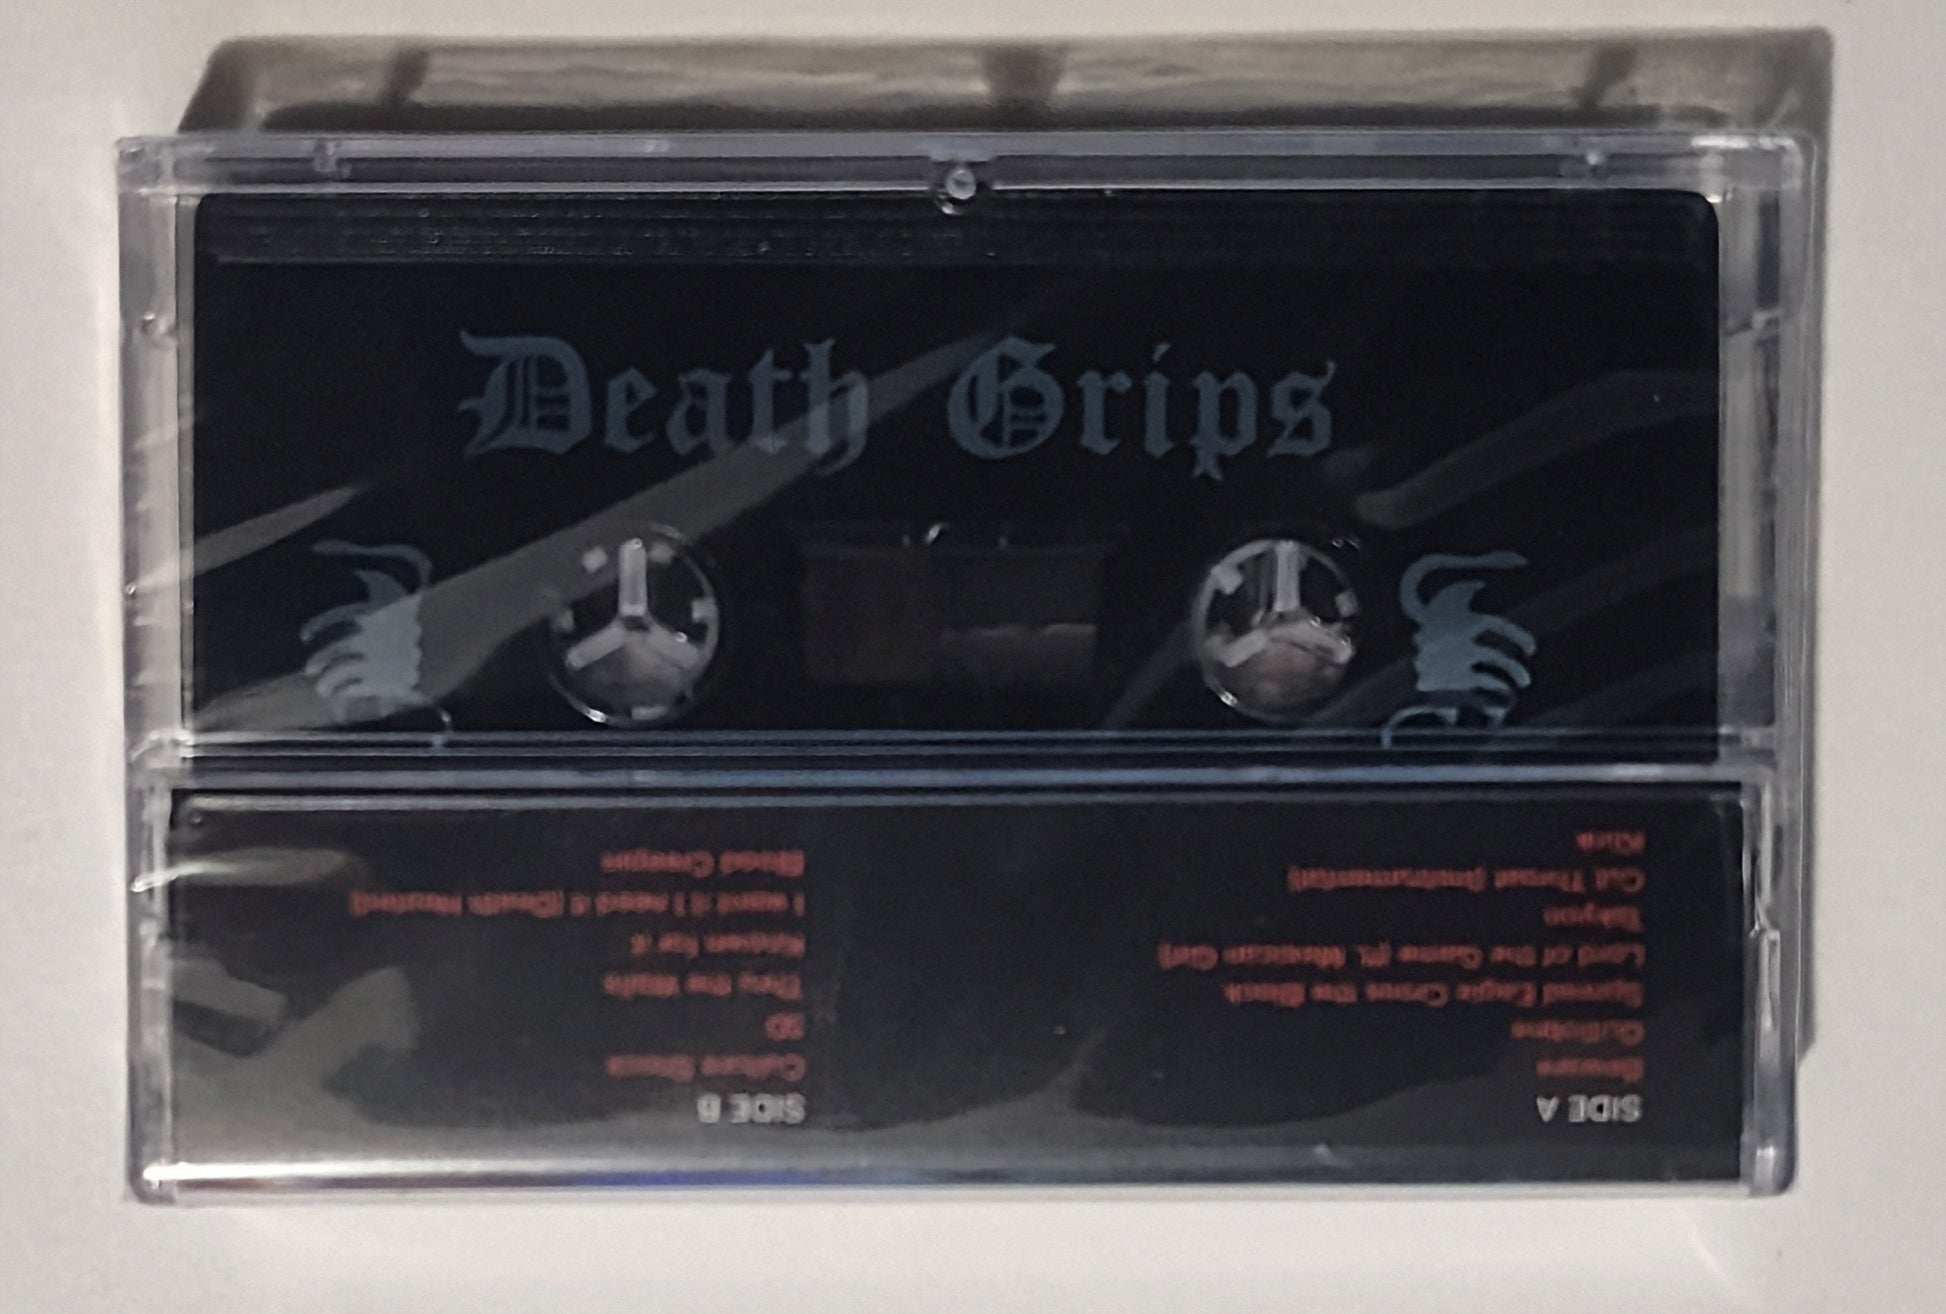 Death Grips
SIDE A
Beware
Guillotine
Spread Eagle Cross the Block
Lord of the Game (ft. Mexican Girl)
Takyon
Cut Throat (Instrumental)
Klink
SIDE B
Culture Shock
5D
Thru the Walls
Known for it
I want it I need it (Death Heated)
Blood Creepin